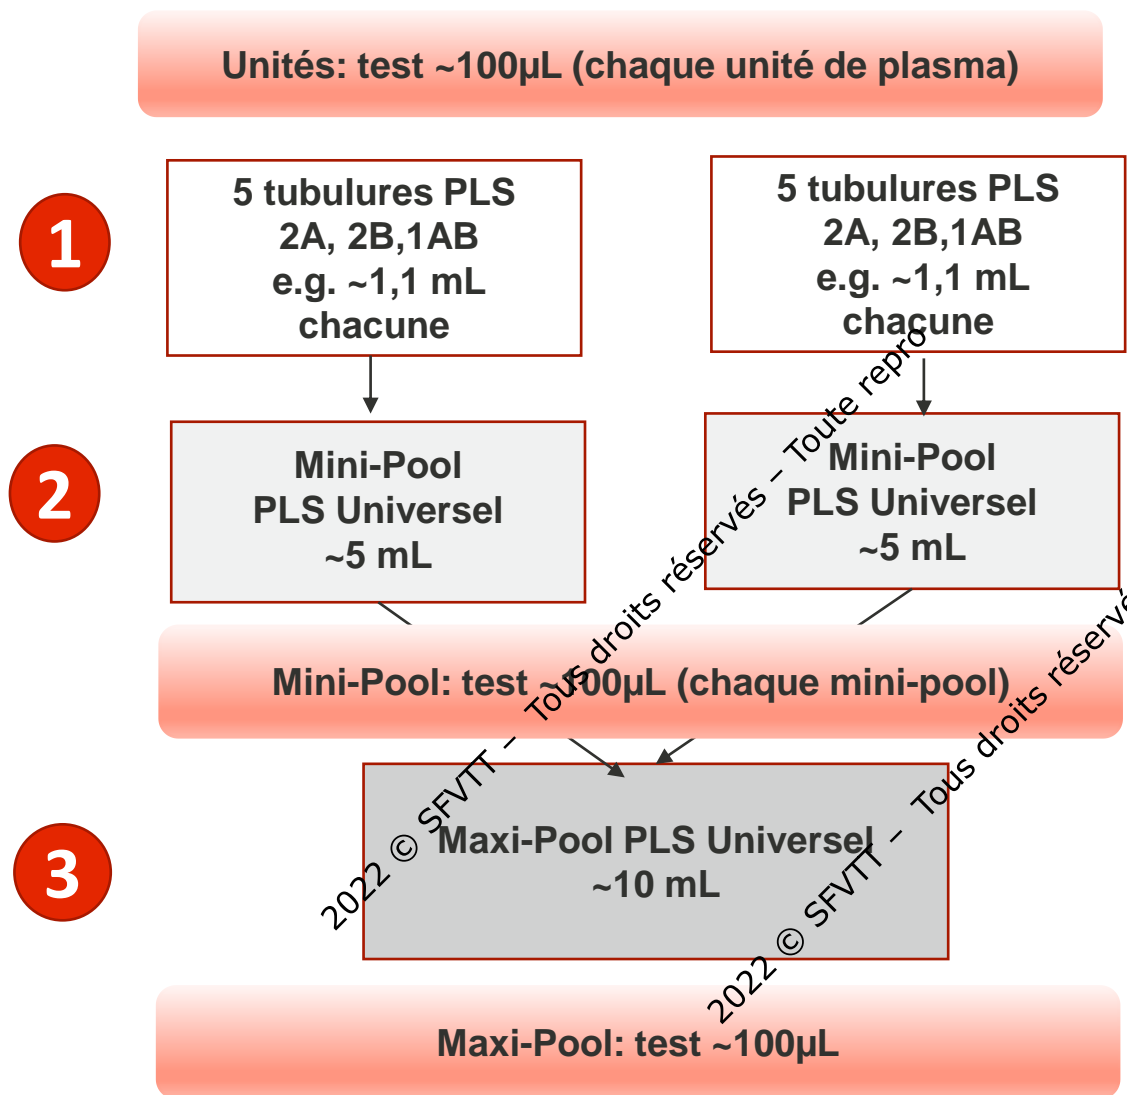 Unités: test ~100µL (chaque unité de plasma)
1
5 tubulures PLS
2A, 2B,1AB
e.g. ~1,1 mL
chacune
5 tubulures PLS
2A, 2B,1AB
e.g. ~1,1 mL
chacune
2
Mini-Pool
PLS Universel
~5 mL
Mini-Pool
PLS Universel
~5 mL
Mini-Pool: test ~100µL (chaque mini-pool)
3
Maxi-Pool PLS Universel
~10 mL
Maxi-Pool: test ~100µL
2022 © SFVTT – Tous droits réservés – Toute repro
2022 © SFVTT – Tous droits réservé